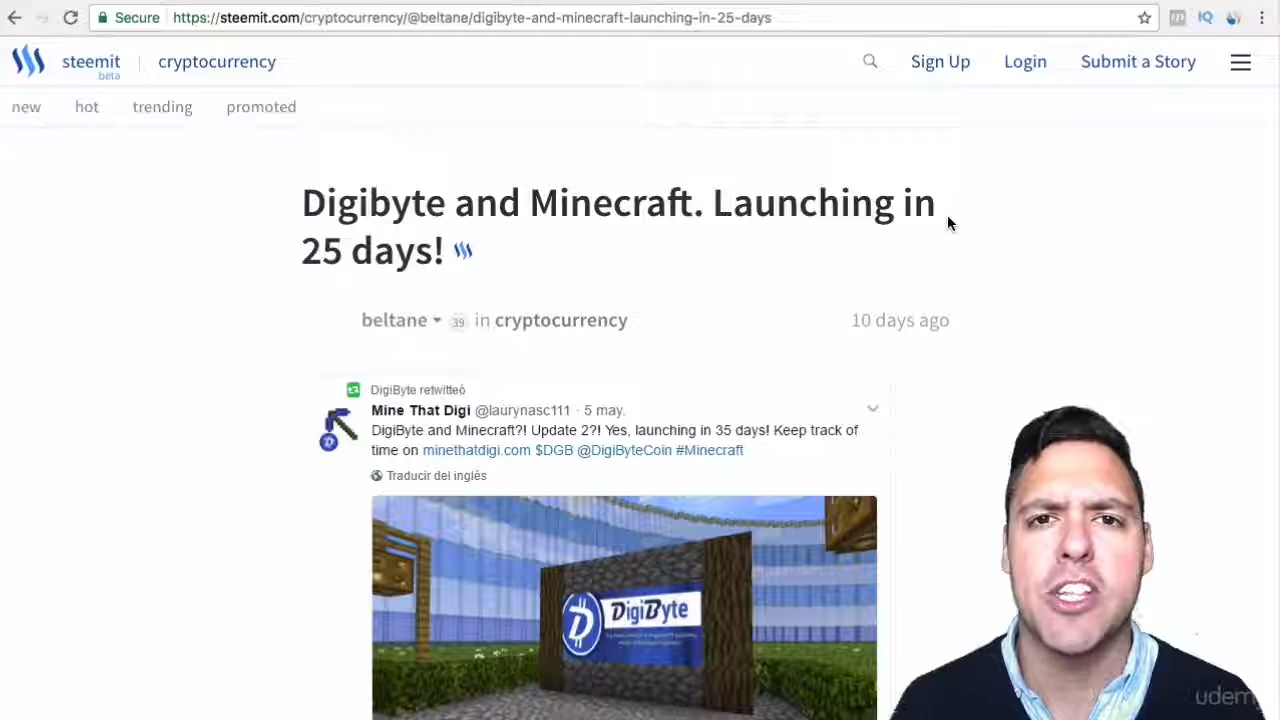 Secure https://steemit.com/cryptocurrency/@beltane/digibyte-and-minecraft-launching-in-25-days
steemit beta cryptocurrency Sign Up Login Submit a Story
new hot trending promoted
Digibyte and Minecraft. Launching in
25 days!
beltane 39 in cryptocurrency 10 days ago
DigiByte retwitteó
Mine That Digi @laurynasc111 · 5 may.
DigiByte and Minecraft?! Update 2?! Yes, launching in 35 days! Keep track of
time on minethatdigi.com $DGB @DigiByteCoin #Minecraft
Traducir del inglés
DigiByte
udemy